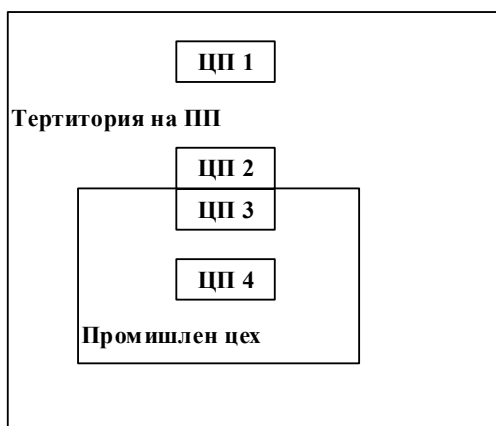 ЦП 1
Тертитория на ПП
ЦП 2
ЦП 3
ЦП 4
Промишлен цех